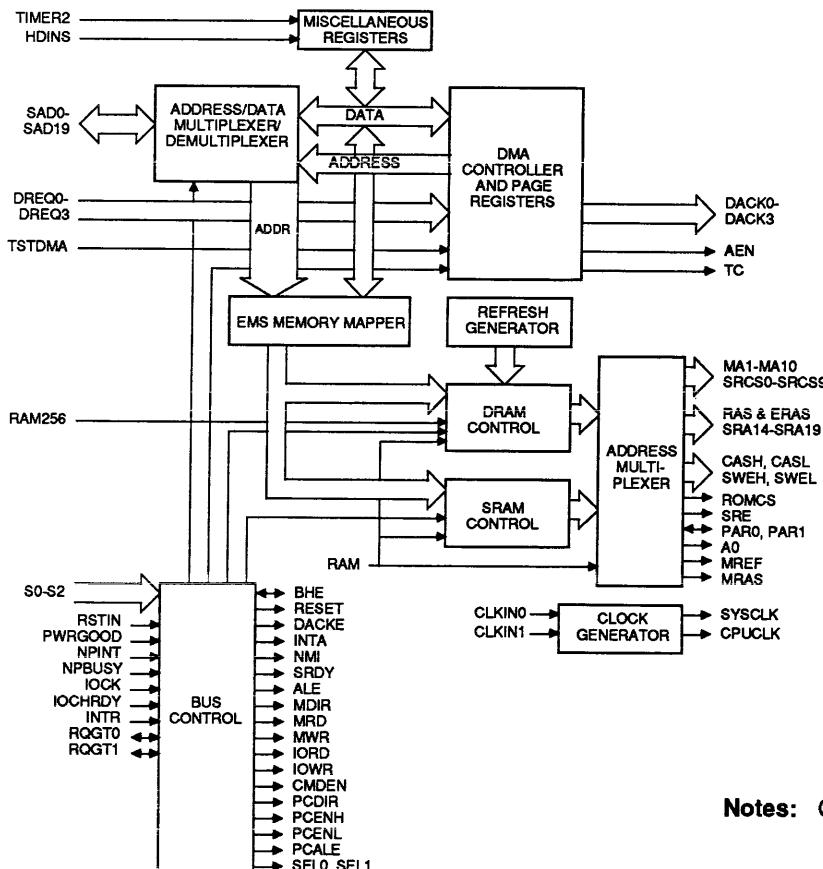 TIMER2
HDINS
MISCELLANEOUS
REGISTERS
SAD0-
SAD19
ADDRESS/DATA
MULTIPLEXER/
DEMULTIPLEXER
DATA
ADDRESS
DMA
CONTROLLER
AND PAGE
REGISTERS
DREQ0-
DREQ3
ADDR
TSTDMA
DACK0-
DACK3
AEN
TC
EMS MEMORY MAPPER
REFRESH
GENERATOR
RAM256
DRAM
CONTROL
SRAM
CONTROL
RAM
ADDRESS
MULTI-
PLEXER
MA1-MA10
SRCS0-SRCS9
RAS & ERAS
SRA14-SRA19
CASH, CASL
SWEH, SWEL
ROMCS
SRE
PAR0, PAR1
A0
MREF
MRAS
S0-S2
RSTIN
PWRGOOD
NPINT
NPBUSY
IOCK
IOCHRDY
INTR
RQGT0
RQGT1
BUS
CONTROL
BHE
RESET
DACKE
INTA
NMI
SRDY
ALE
MDIR
MRD
MWR
IORD
IOWR
CMDEN
PCDIR
PCENH
PCENL
PCALE
SEL0, SEL1
CLKIN0
CLKIN1
CLOCK
GENERATOR
SYSCLK
CPUCLK
Notes: